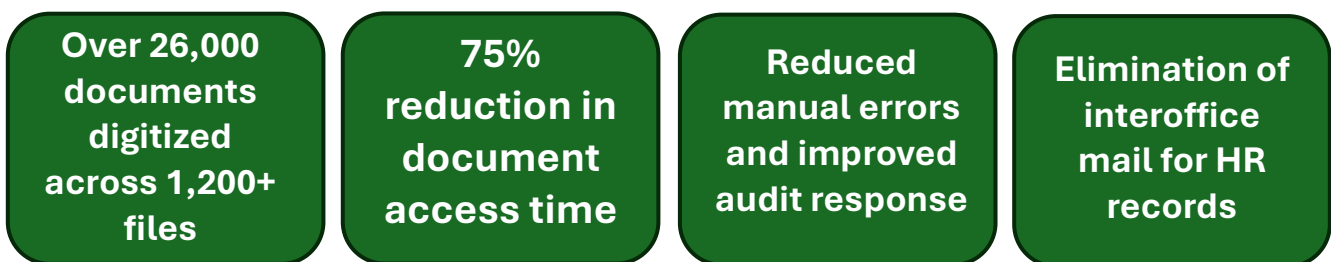 Over 26,000
documents
digitized
across 1,200+
files
75%
reduction in
document
access time
Reduced
manual errors
and improved
audit response
Elimination of
interoffice
mail for HR
records